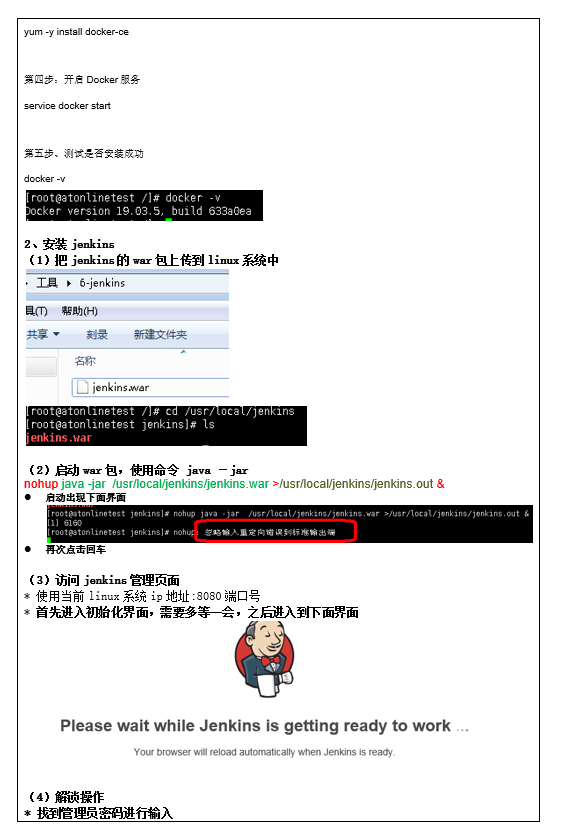 yum -y install docker-ce
第四步：开启 Docker 服务
service docker start
第五步、测试是否安装成功
docker -v
[root@atonlinetest /]# docker -v
Docker version 19.03.5, build 633a0ea
2、安装 jenkins
（1）把 jenkins 的 war 包上传到 linux 系统中
工具 ▸ 6-jenkins
具(T) 帮助(H)
共享 刻录 新建文件夹
名称
jenkins.war
[root@atonlinetest /]# cd /usr/local/jenkins
[root@atonlinetest jenkins]# ls
jenkins.war
（2）启动 war 包，使用命令 java －jar
nohup java -jar /usr/local/jenkins/jenkins.war >/usr/local/jenkins/jenkins.out &
● 启动出现下面界面
[root@atonlinetest jenkins]# nohup java -jar /usr/local/jenkins/jenkins.war >/usr/local/jenkins/jenkins.out &
[1] 6160
[root@atonlinetest jenkins]# nohup: 忽略输入重定向错误到标准输出端
● 再次点击回车
（3）访问 jenkins 管理页面
* 使用当前 linux 系统 ip 地址:8080 端口号
* 首先进入初始化界面，需要多等一会，之后进入到下面界面
Please wait while Jenkins is getting ready to work ...
Your browser will reload automatically when Jenkins is ready.
（4）解锁操作
* 找到管理员密码进行输入